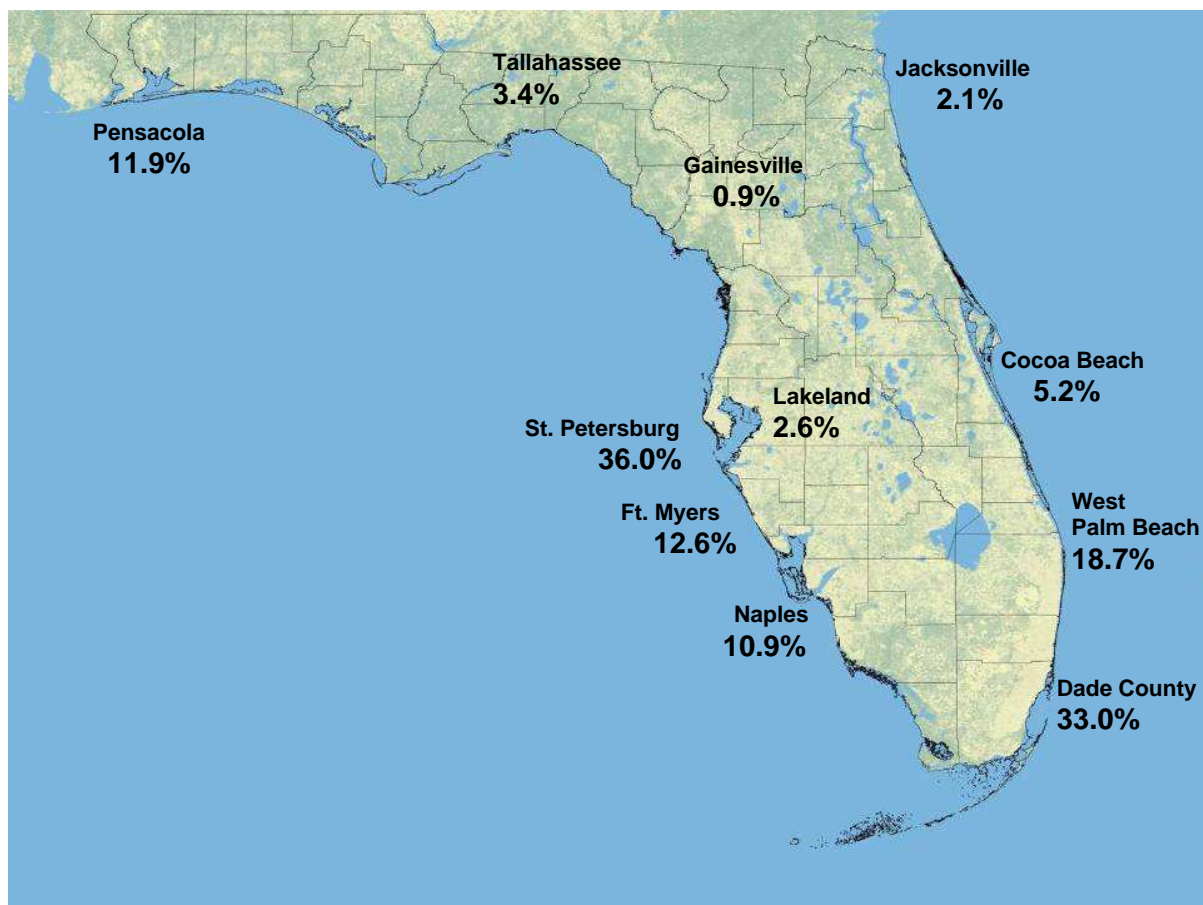 Tallahassee
3.4%
Jacksonville
2.1%
Pensacola
11.9%
Gainesville
0.9%
Cocoa Beach
5.2%
Lakeland
2.6%
St. Petersburg
36.0%
West
Palm Beach
18.7%
Ft. Myers
12.6%
Naples
10.9%
Dade County
33.0%